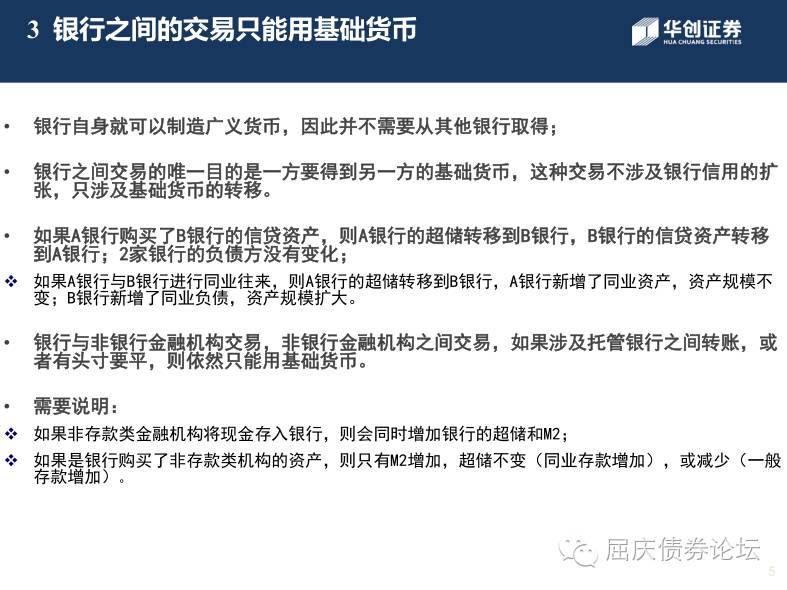 3 银行之间的交易只能用基础货币
华创证券
HUA CHUANG SECURITIES
• 银行自身就可以制造广义货币，因此并不需要从其他银行取得；
• 银行之间交易的唯一目的是一方要得到另一方的基础货币，这种交易不涉及银行信用的扩
张，只涉及基础货币的转移。
• 如果A银行购买了B银行的信贷资产，则A银行的超储转移到B银行，B银行的信贷资产转移
到A银行；2家银行的负债方没有变化；
❖ 如果A银行与B银行进行同业往来，则A银行的超储转移到B银行，A银行新增了同业资产，资产规模不
变；B银行新增了同业负债，资产规模扩大。
• 银行与非银行金融机构交易，非银行金融机构之间交易，如果涉及托管银行之间转账，或
者有头寸要平，则依然只能用基础货币。
• 需要说明：
❖ 如果非存款类金融机构将现金存入银行，则会同时增加银行的超储和M2；
❖ 如果是银行购买了非存款类机构的资产，则只有M2增加，超储不变（同业存款增加），或减少（一般
存款增加）。
屈庆债券论坛
5